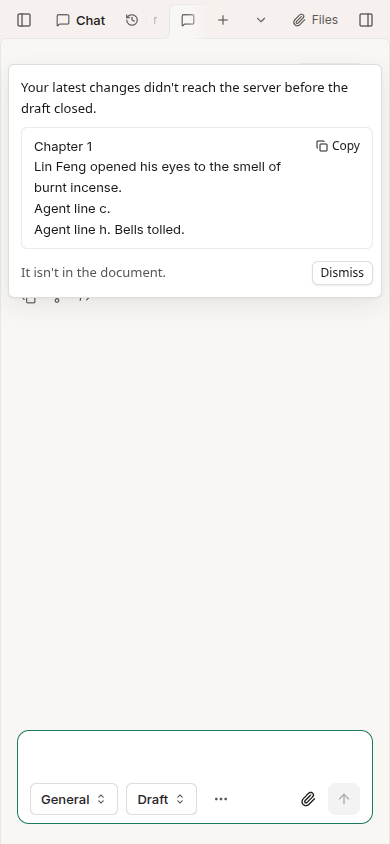 Chat
Files
Your latest changes didn't reach the server before the
draft closed.
Chapter 1
Copy
Lin Feng opened his eyes to the smell of
burnt incense.
Agent line c.
Agent line h. Bells tolled.
It isn't in the document.
Dismiss
General
Draft